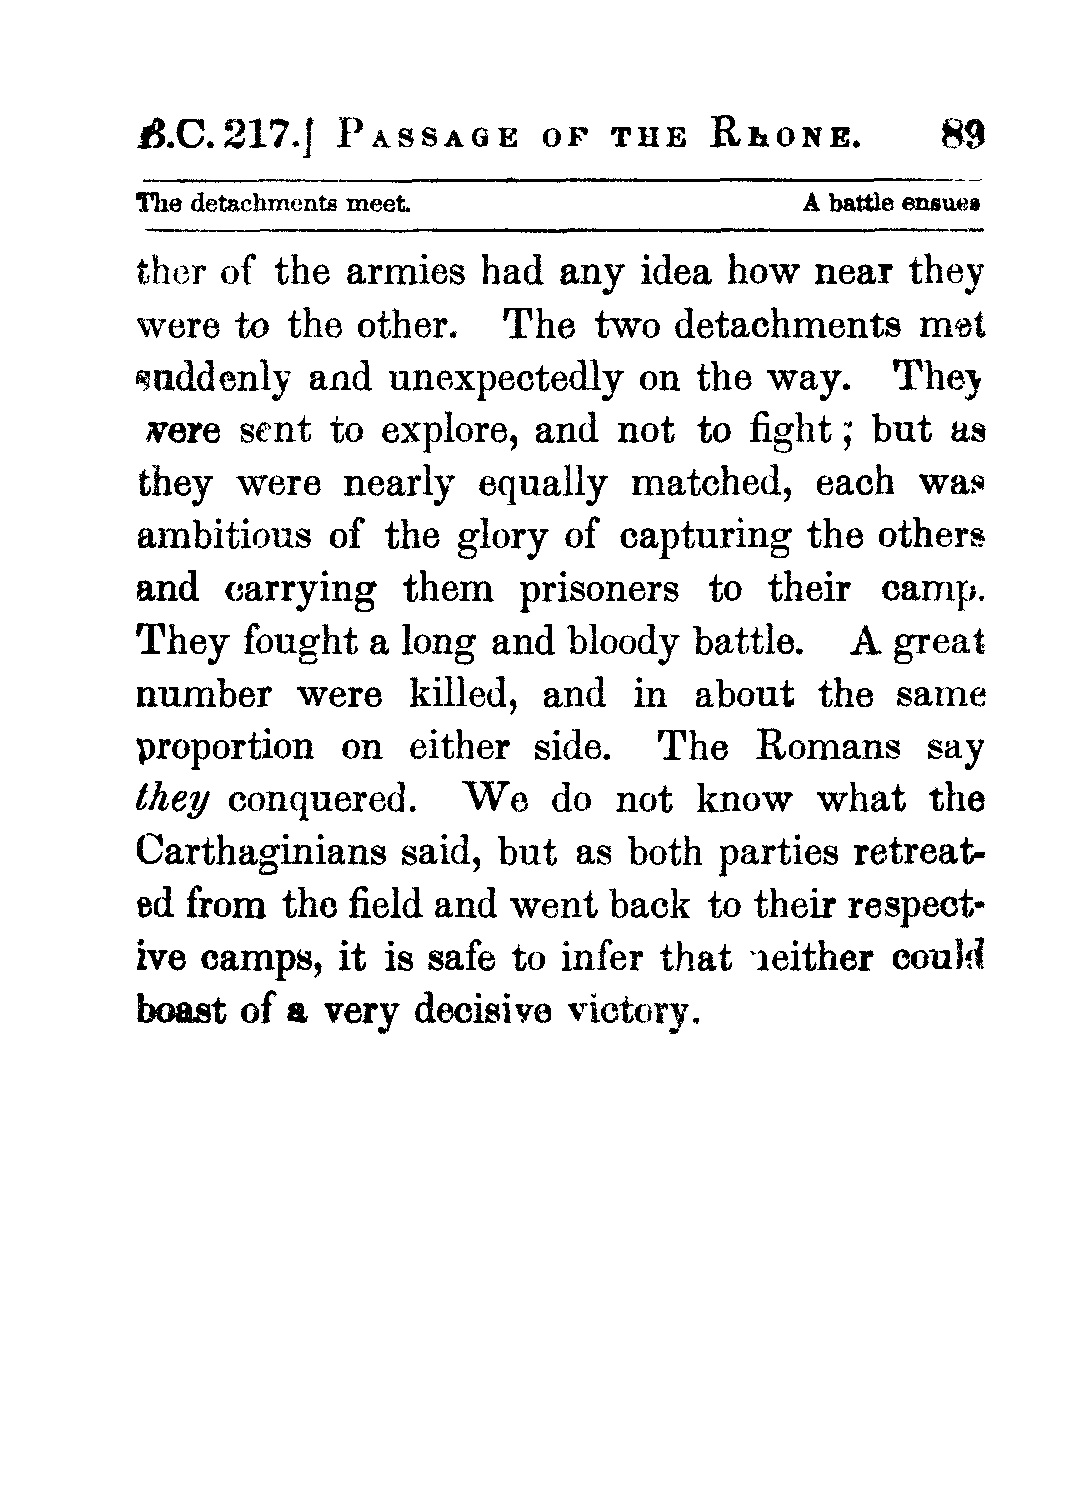 B.C. 217.] PASSAGE OF THE RHONE. 89
The detachments meet. A battle ensues
ther of the armies had any idea how near they
were to the other. The two detachments met
suddenly and unexpectedly on the way. They
were sent to explore, and not to fight; but as
they were nearly equally matched, each was
ambitious of the glory of capturing the others
and carrying them prisoners to their camp.
They fought a long and bloody battle. A great
number were killed, and in about the same
proportion on either side. The Romans say
they conquered. We do not know what the
Carthaginians said, but as both parties retreat-
ed from the field and went back to their respect-
ive camps, it is safe to infer that neither could
boast of a very decisive victory.